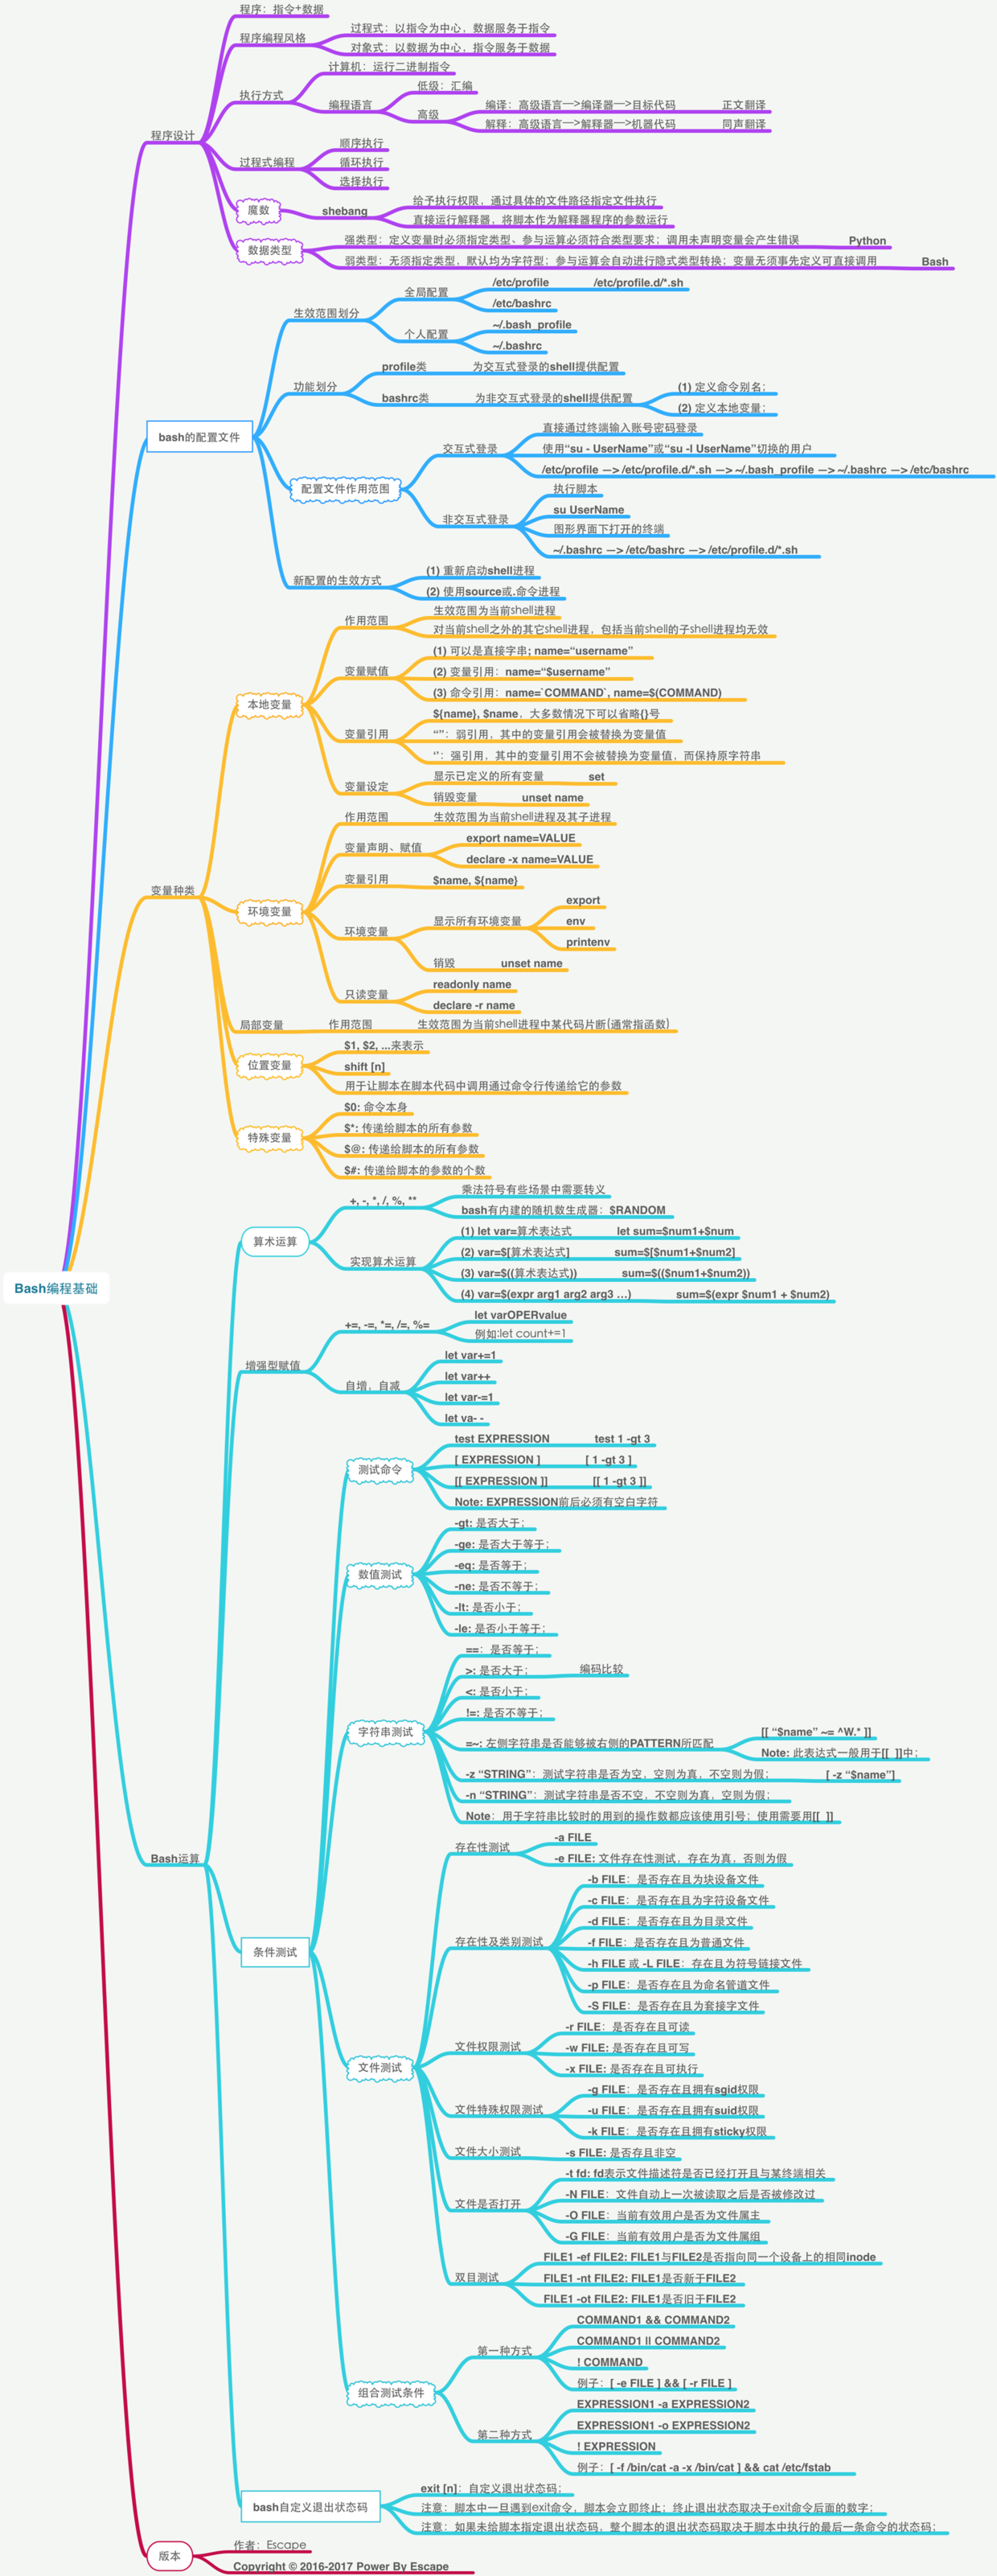 程序：指令+数据
程序编程风格
过程式：以指令为中心，数据服务于指令
对象式：以数据为中心，指令服务于数据
计算机：运行二进制指令
执行方式
编程语言
低级：汇编
高级
编译：高级语言—>编译器—>目标代码 正文翻译
解释：高级语言—>解释器—>机器代码 同声翻译
程序设计
过程式编程
顺序执行
循环执行
选择执行
魔数
shebang
给予执行权限，通过具体的文件路径指定文件执行
直接运行解释器，将脚本作为解释器程序的参数运行
数据类型
强类型：定义变量时必须指定类型、参与运算必须符合类型要求；调用未声明变量会产生错误 Python
弱类型：无须指定类型，默认均为字符型；参与运算会自动进行隐式类型转换；变量无须事先定义可直接调用 Bash
生效范围划分
全局配置
/etc/profile /etc/profile.d/*.sh
/etc/bashrc
个人配置
~/.bash_profile
~/.bashrc
功能划分
profile类 为交互式登录的shell提供配置
bashrc类 为非交互式登录的shell提供配置
(1) 定义命令别名；
(2) 定义本地变量；
bash的配置文件
配置文件作用范围
交互式登录
直接通过终端输入账号密码登录
使用“su - UserName”或“su -l UserName”切换的用户
/etc/profile —> /etc/profile.d/*.sh —> ~/.bash_profile —> ~/.bashrc —> /etc/bashrc
非交互式登录
执行脚本
su UserName
图形界面下打开的终端
~/.bashrc —> /etc/bashrc —> /etc/profile.d/*.sh
新配置的生效方式
(1) 重新启动shell进程
(2) 使用source或.命令进程
本地变量
作用范围
生效范围为当前shell进程
对当前shell之外的其它shell进程，包括当前shell的子shell进程均无效
变量赋值
(1) 可以是直接字串; name=“username”
(2) 变量引用：name=“$username”
(3) 命令引用：name=`COMMAND`, name=$(COMMAND)
变量引用
${name}, $name，大多数情况下可以省略{}号
“”：弱引用，其中的变量引用会被替换为变量值
‘’：强引用，其中的变量引用不会被替换为变量值，而保持原字符串
变量设定
显示已定义的所有变量 set
销毁变量 unset name
变量种类
环境变量
作用范围 生效范围为当前shell进程及其子进程
变量声明、赋值
export name=VALUE
declare -x name=VALUE
变量引用 $name, ${name}
环境变量
显示所有环境变量
export
env
printenv
销毁 unset name
只读变量
readonly name
declare -r name
局部变量 作用范围 生效范围为当前shell进程中某代码片断(通常指函数)
位置变量
$1, $2, ...来表示
shift [n]
用于让脚本在脚本代码中调用通过命令行传递给它的参数
特殊变量
$0: 命令本身
$*: 传递给脚本的所有参数
$@: 传递给脚本的所有参数
$#: 传递给脚本的参数的个数
Bash编程基础
算术运算
+, -, *, /, %, **
乘法符号有些场景中需要转义
bash有内建的随机数生成器：$RANDOM
实现算术运算
(1) let var=算术表达式 let sum=$num1+$num
(2) var=$[算术表达式] sum=$[$num1+$num2]
(3) var=$((算术表达式)) sum=$(($num1+$num2))
(4) var=$(expr arg1 arg2 arg3 ...) sum=$(expr $num1 + $num2)
增强型赋值
+=, -=, *=, /=, %=
let varOPERvalue
例如:let count+=1
自增，自减
let var+=1
let var++
let var-=1
let va- -
测试命令
test EXPRESSION test 1 -gt 3
[ EXPRESSION ] [ 1 -gt 3 ]
[[ EXPRESSION ]] [[ 1 -gt 3 ]]
Note: EXPRESSION前后必须有空白字符
数值测试
-gt: 是否大于；
-ge: 是否大于等于；
-eq: 是否等于；
-ne: 是否不等于；
-lt: 是否小于；
-le: 是否小于等于；
字符串测试
==：是否等于；
>: 是否大于； 编码比较
<: 是否小于；
!=: 是否不等于；
=~: 左侧字符串是否能够被右侧的PATTERN所匹配
[[ “$name” ~= ^W.* ]]
Note: 此表达式一般用于[[ ]]中；
-z “STRING”：测试字符串是否为空，空则为真，不空则为假； [ -z “$name”]
-n “STRING”：测试字符串是否不空，不空则为真，空则为假；
Note：用于字符串比较时的用到的操作数都应该使用引号；使用需要用[[ ]]
Bash运算
条件测试
文件测试
存在性测试
-a FILE
-e FILE: 文件存在性测试，存在为真，否则为假
存在性及类别测试
-b FILE：是否存在且为块设备文件
-c FILE：是否存在且为字符设备文件
-d FILE：是否存在且为目录文件
-f FILE：是否存在且为普通文件
-h FILE 或 -L FILE：存在且为符号链接文件
-p FILE：是否存在且为命名管道文件
-S FILE：是否存在且为套接字文件
文件权限测试
-r FILE：是否存在且可读
-w FILE: 是否存在且可写
-x FILE: 是否存在且可执行
文件特殊权限测试
-g FILE：是否存在且拥有sgid权限
-u FILE：是否存在且拥有suid权限
-k FILE：是否存在且拥有sticky权限
文件大小测试 -s FILE: 是否存且非空
文件是否打开
-t fd: fd表示文件描述符是否已经打开且与某终端相关
-N FILE：文件自动上一次被读取之后是否被修改过
-O FILE：当前有效用户是否为文件属主
-G FILE：当前有效用户是否为文件属组
双目测试
FILE1 -ef FILE2: FILE1与FILE2是否指向同一个设备上的相同inode
FILE1 -nt FILE2: FILE1是否新于FILE2
FILE1 -ot FILE2: FILE1是否旧于FILE2
组合测试条件
第一种方式
COMMAND1 && COMMAND2
COMMAND1 || COMMAND2
! COMMAND
例子：[ -e FILE ] && [ -r FILE ]
第二种方式
EXPRESSION1 -a EXPRESSION2
EXPRESSION1 -o EXPRESSION2
! EXPRESSION
例子：[ -f /bin/cat -a -x /bin/cat ] && cat /etc/fstab
bash自定义退出状态码
exit [n]：自定义退出状态码；
注意：脚本中一旦遇到exit命令，脚本会立即终止；终止退出状态取决于exit命令后面的数字；
注意：如果未给脚本指定退出状态码，整个脚本的退出状态码取决于脚本中执行的最后一条命令的状态码；
版本
作者：Escape
Copyright © 2016-2017 Power By Escape